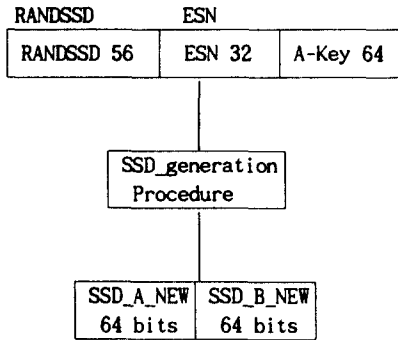 RANDSSD ESN
RANDSSD 56 ESN 32 A-Key 64
SSD_generation
Procedure
SSD_A_NEW SSD_B_NEW
64 bits 64 bits